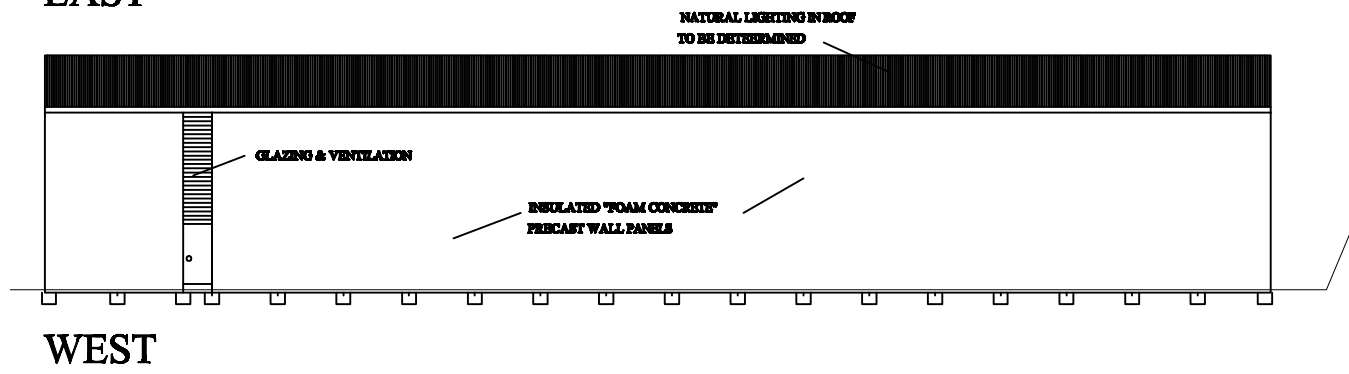 EAST
NATURAL LIGHTING IN ROOF
TO BE DETERMINED
GLAZING & VENTILATION
INSULATED "FOAM CONCRETE"
PRECAST WALL PANELS
WEST